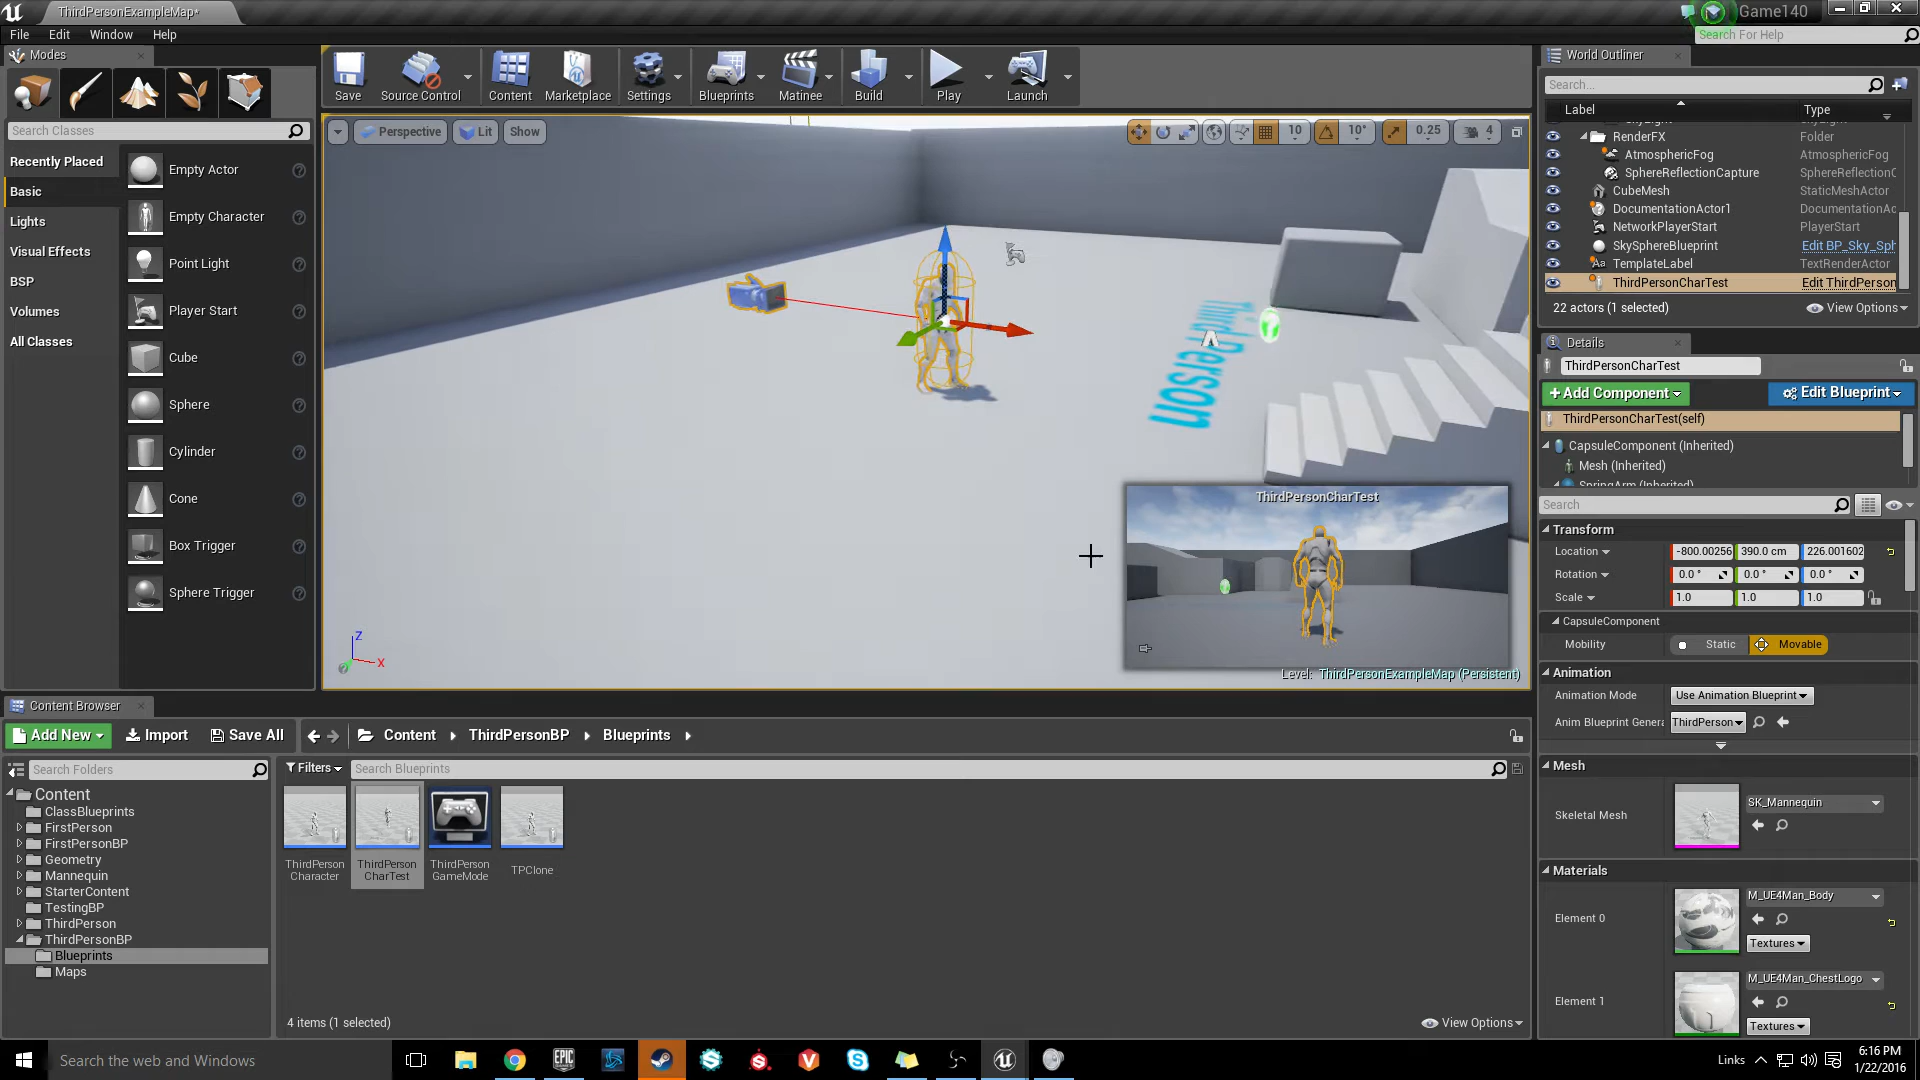 ThirdPersonExampleMap*
Game140
File Edit Window Help
Search For Help
Modes
Search Classes
Recently Placed
Basic
Lights
Visual Effects
BSP
Volumes
All Classes
Empty Actor
Empty Character
Point Light
Player Start
Cube
Sphere
Cylinder
Cone
Box Trigger
Sphere Trigger
Save
Source Control
Content
Marketplace
Settings
Blueprints
Matinee
Build
Play
Launch
Perspective
Lit
Show
10
10°
0.25
4
Third Person
ThirdPersonCharTest
Z
X
Level: ThirdPersonExampleMap (Persistent)
World Outliner
Search...
Label Type
RenderFX Folder
AtmosphericFog AtmosphericFog
SphereReflectionCapture SphereReflectionC
CubeMesh StaticMeshActor
DocumentationActor1 DocumentationAc
NetworkPlayerStart PlayerStart
SkySphereBlueprint Edit BP_Sky_Sph
TemplateLabel TextRenderActor
ThirdPersonCharTest Edit ThirdPerson
22 actors (1 selected) View Options
Details
ThirdPersonCharTest
Add Component
Edit Blueprint
ThirdPersonCharTest(self)
CapsuleComponent (Inherited)
Mesh (Inherited)
SpringArm (Inherited)
Search
Transform
Location -800.00256 390.0 cm 226.001602
Rotation 0.0 ° 0.0 ° 0.0 °
Scale 1.0 1.0 1.0
CapsuleComponent
Mobility Static Movable
Animation
Animation Mode Use Animation Blueprint
Anim Blueprint Genera ThirdPerson
Mesh
Skeletal Mesh SK_Mannequin
Materials
Element 0 M_UE4Man_Body
Textures
Element 1 M_UE4Man_ChestLogo
Textures
Content Browser
Add New Import Save All Content ThirdPersonBP Blueprints
Search Folders
Filters Search Blueprints
Content
ClassBlueprints
FirstPerson
FirstPersonBP
Geometry
Mannequin
StarterContent
TestingBP
ThirdPerson
ThirdPersonBP
Blueprints
Maps
ThirdPerson
Character
ThirdPerson
CharTest
ThirdPerson
GameMode
TPClone
4 items (1 selected) View Options
Search the web and Windows
EPIC
GAMES
Links
6:16 PM
1/22/2016